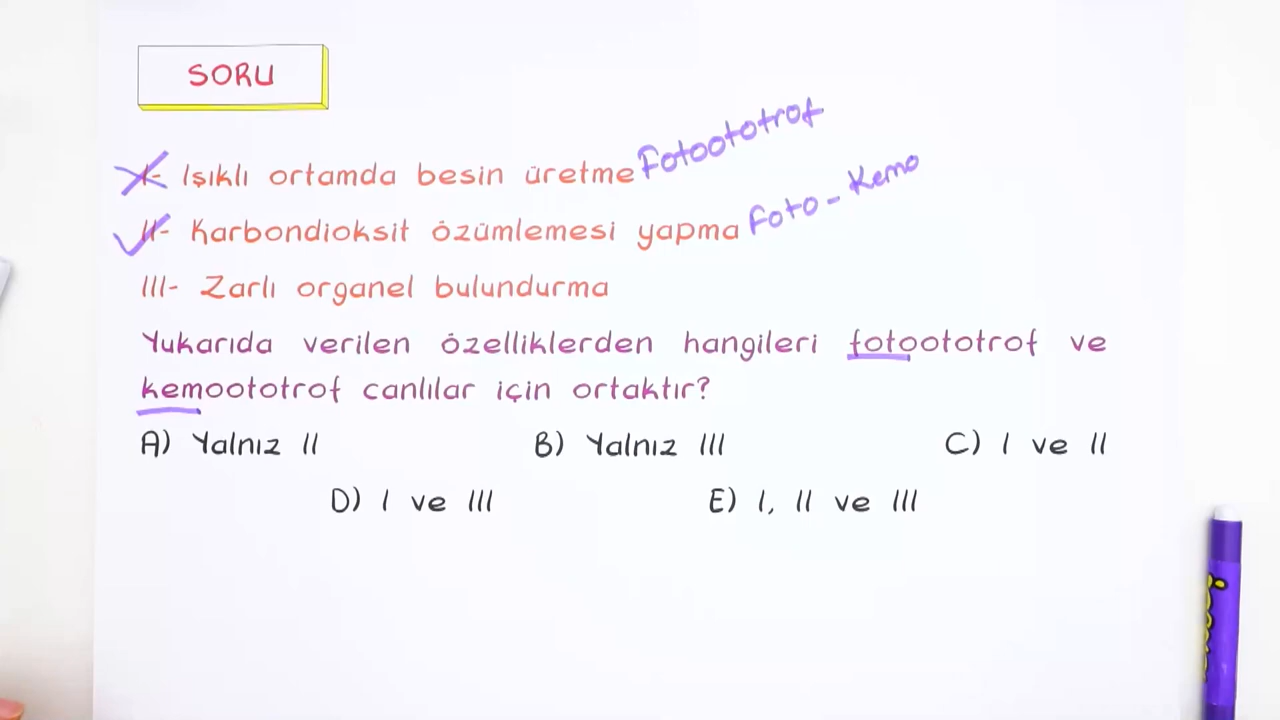 SORU
I- Işıklı ortamda besin üretme Fotoototrof
II- Karbondioksit özümlemesi yapma Foto - Kemo
III- Zarlı organel bulundurma
Yukarıda verilen özelliklerden hangileri fotoototrof ve
kemoototrof canlılar için ortaktır?
A) Yalnız II B) Yalnız III C) I ve II
D) I ve III E) I, II ve III